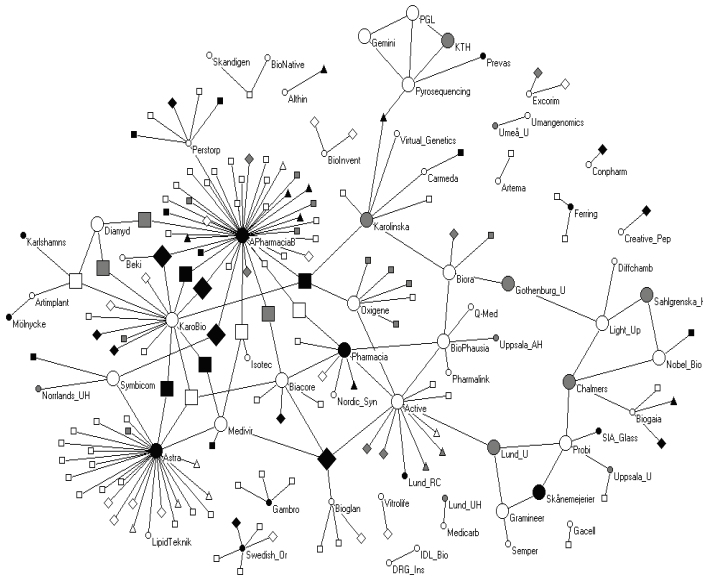 PGL
Gemini
KTH
Skandigen
BioNative
Prevas
Althin
Pyrosequencing
Excorim
Umangenomics
Umeå_U
Perstorp
Virtual_Genetics
BioInvent
Conpharm
Carmeda
Artema
Ferring
Karolinska
Diamyd
Creative_Pep
Karlshamns
APharmaciaB
Beki
Diffchamb
Biora
Gothenburg_U
Artimplant
Sahlgrenska_H
Oxigene
Q-Med
Mölnycke
KaroBio
Light_Up
BioPhausia
Uppsala_AH
Pharmacia
Isotec
Nobel_Bio
Symbicom
Biacore
Pharmalink
Norrlands_UH
Chalmers
Nordic_Syn
Active
Biogaia
Medivir
SIA_Glass
Lund_U
Probi
Astra
Lund_RC
Uppsala_U
Skånemejerier
Gambro
Bioglan
Vitrolife
Lund_UH
Gramineer
Medicarb
Gacell
LipidTeknik
Semper
Swedish_Or
IDL_Bio
DRG_Ins